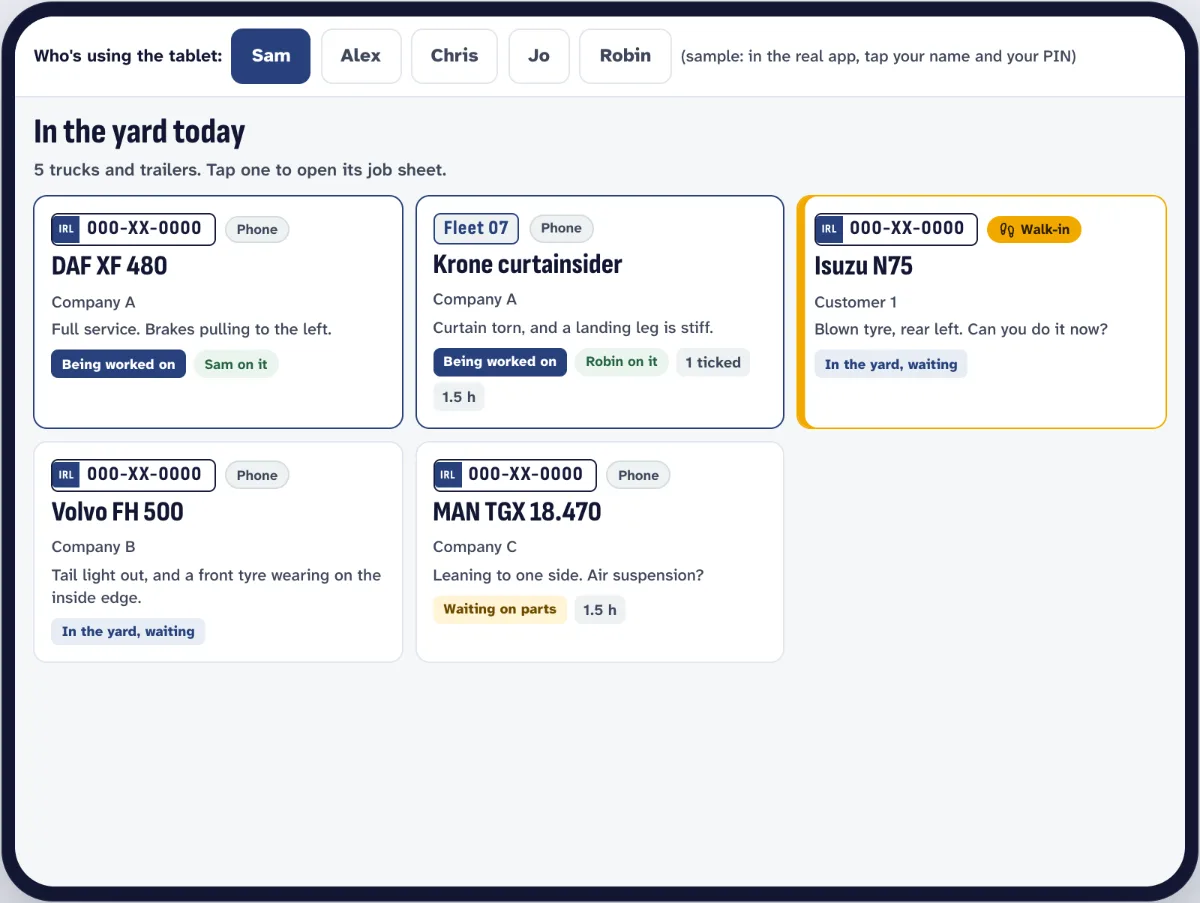 Who's using the tablet: Sam Alex Chris Jo Robin (sample: in the real app, tap your name and your PIN)
In the yard today
5 trucks and trailers. Tap one to open its job sheet.
IRL 000-XX-0000 Phone
DAF XF 480
Company A
Full service. Brakes pulling to the left.
Being worked on Sam on it
Fleet 07 Phone
Krone curtainsider
Company A
Curtain torn, and a landing leg is stiff.
Being worked on Robin on it 1 ticked
1.5 h
IRL 000-XX-0000 Walk-in
Isuzu N75
Customer 1
Blown tyre, rear left. Can you do it now?
In the yard, waiting
IRL 000-XX-0000 Phone
Volvo FH 500
Company B
Tail light out, and a front tyre wearing on the
inside edge.
In the yard, waiting
IRL 000-XX-0000 Phone
MAN TGX 18.470
Company C
Leaning to one side. Air suspension?
Waiting on parts 1.5 h